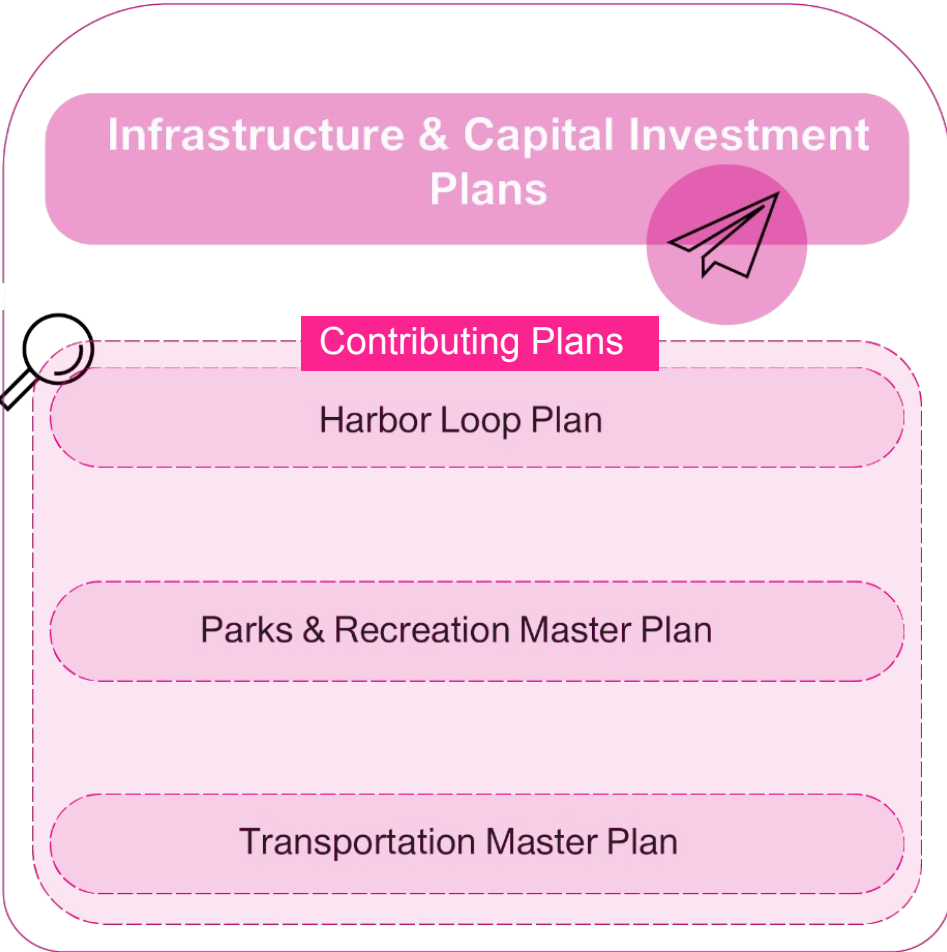 Infrastructure & Capital Investment
Plans
Contributing Plans
Harbor Loop Plan
Parks & Recreation Master Plan
Transportation Master Plan